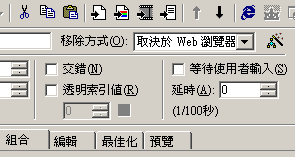 移除方式(O): 取決於 Web 瀏覽器
交錯(N) 等待使用者輸入(S)
透明索引值(R) 延時(A): 0
0 (1/100秒)
組合 編輯 最佳化 預覽